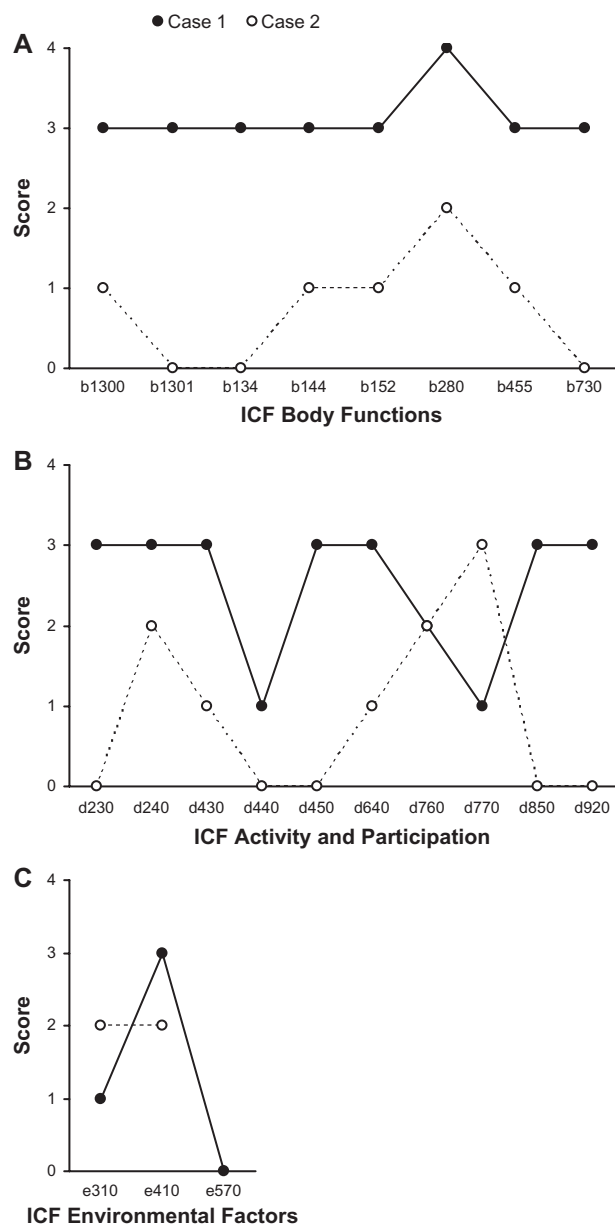 Case 1 Case 2
A
4
3
2
1
0
Score
b1300 b1301 b134 b144 b152 b280 b455 b730
ICF Body Functions
B
4
3
2
1
0
Score
d230 d240 d430 d440 d450 d640 d760 d770 d850 d920
ICF Activity and Participation
C
4
3
2
1
0
Score
e310 e410 e570
ICF Environmental Factors